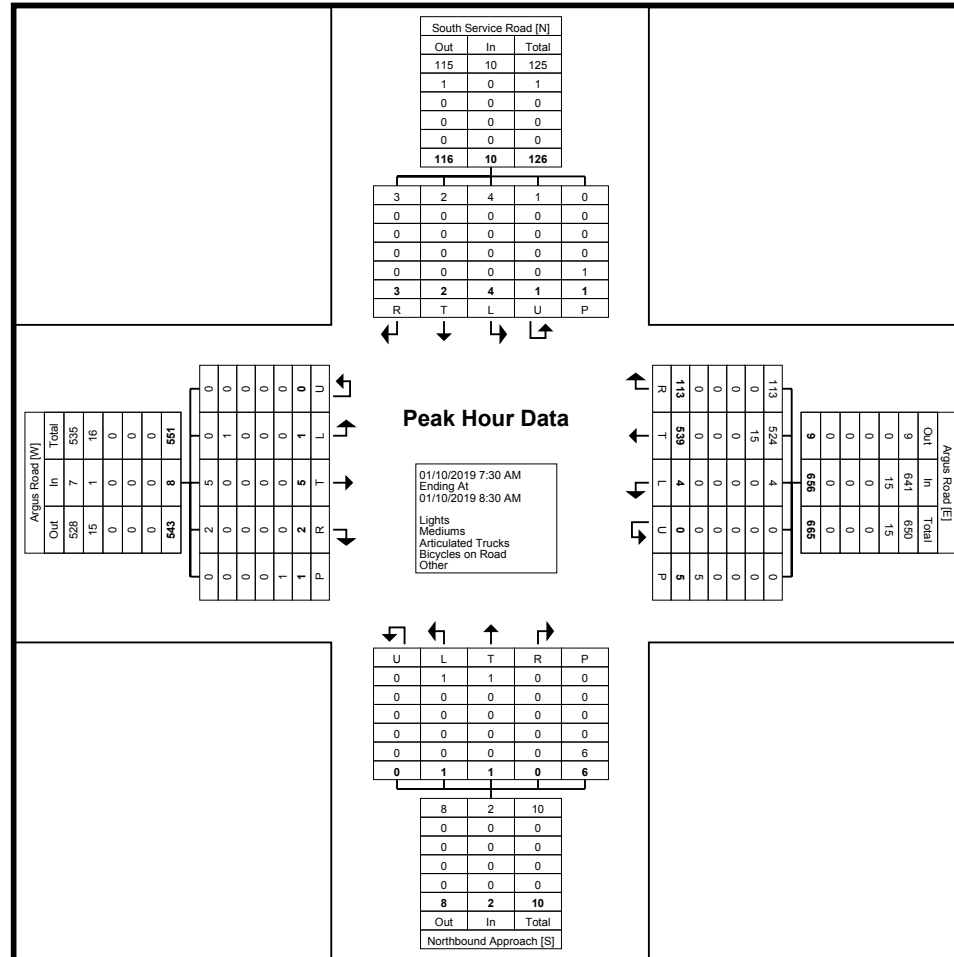 South Service Road [N]
Out In Total
115 10 125
1 0 1
0 0 0
0 0 0
0 0 0
116 10 126
3 2 4 1 0
0 0 0 0 0
0 0 0 0 0
0 0 0 0 0
0 0 0 0 1
3 2 4 1 1
R T L U P
Argus Road [W]
Total 535 16 0 0 0 551
In 7 1 0 0 0 8
Out 528 15 0 0 0 543
0 0 0 0 0 0 U
0 1 0 0 0 1 L
5 0 0 0 0 5 T
2 0 0 0 0 2 R
0 0 0 0 1 1 P
Peak Hour Data
01/10/2019 7:30 AM
Ending At
01/10/2019 8:30 AM
Lights
Mediums
Articulated Trucks
Bicycles on Road
Other
R 113 0 0 0 0 113
T 539 0 0 0 15 524
L 4 0 0 0 0 4
U 0 0 0 0 0 0
P 5 5 0 0 0 0
Argus Road [E]
Out 9 0 0 0 0 9
In 641 15 0 0 0 656
Total 650 15 0 0 0 665
U L T R P
0 1 1 0 0
0 0 0 0 0
0 0 0 0 0
0 0 0 0 0
0 0 0 0 6
0 1 1 0 6
8 2 10
0 0 0
0 0 0
0 0 0
0 0 0
8 2 10
Out In Total
Northbound Approach [S]